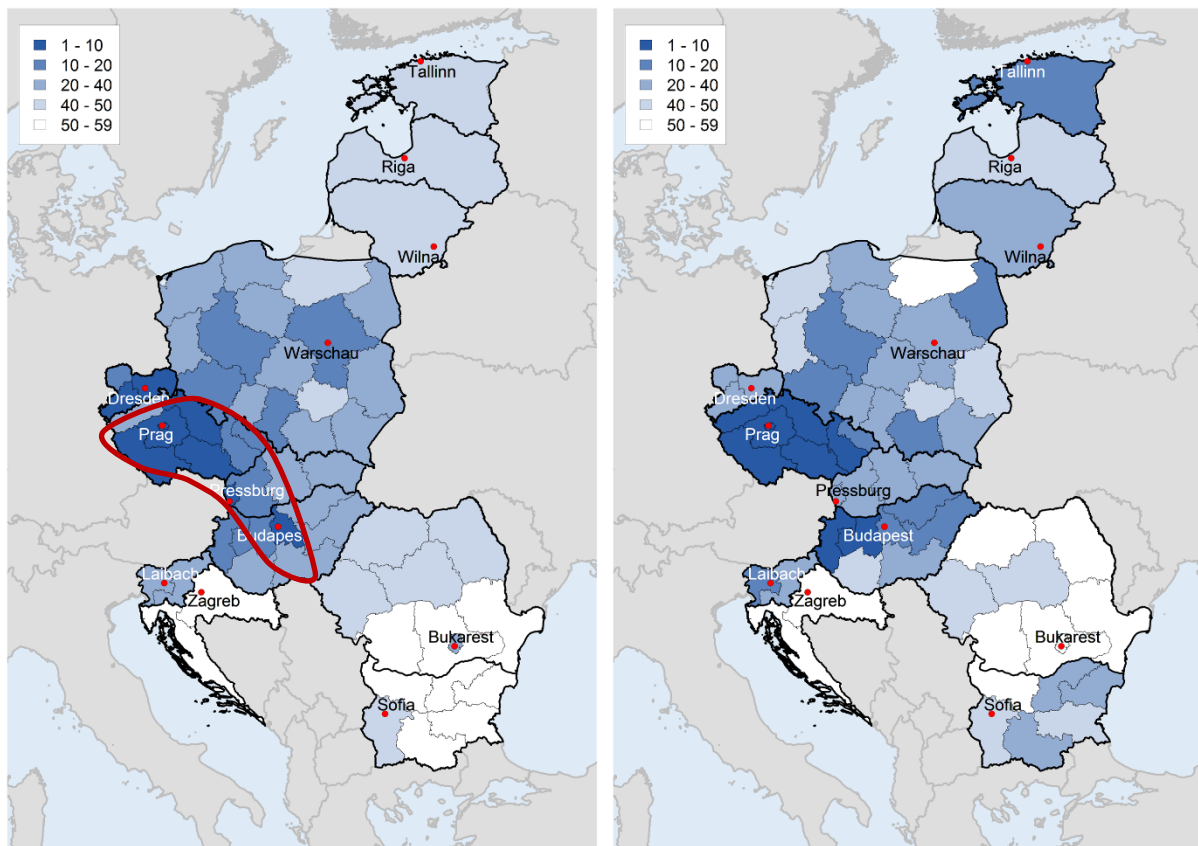 1 - 10
10 - 20
20 - 40
40 - 50
50 - 59
Tallinn
Riga
Wilna
Warschau
Dresden
Prag
Pressburg
Budapes
Laibach
Zagreb
Bukarest
Sofia
1 - 10
10 - 20
20 - 40
40 - 50
50 - 59
Tallinn
Riga
Wilna
Warschau
Dresden
Prag
Pressburg
Budapest
Laibach
Zagreb
Bukarest
Sofia